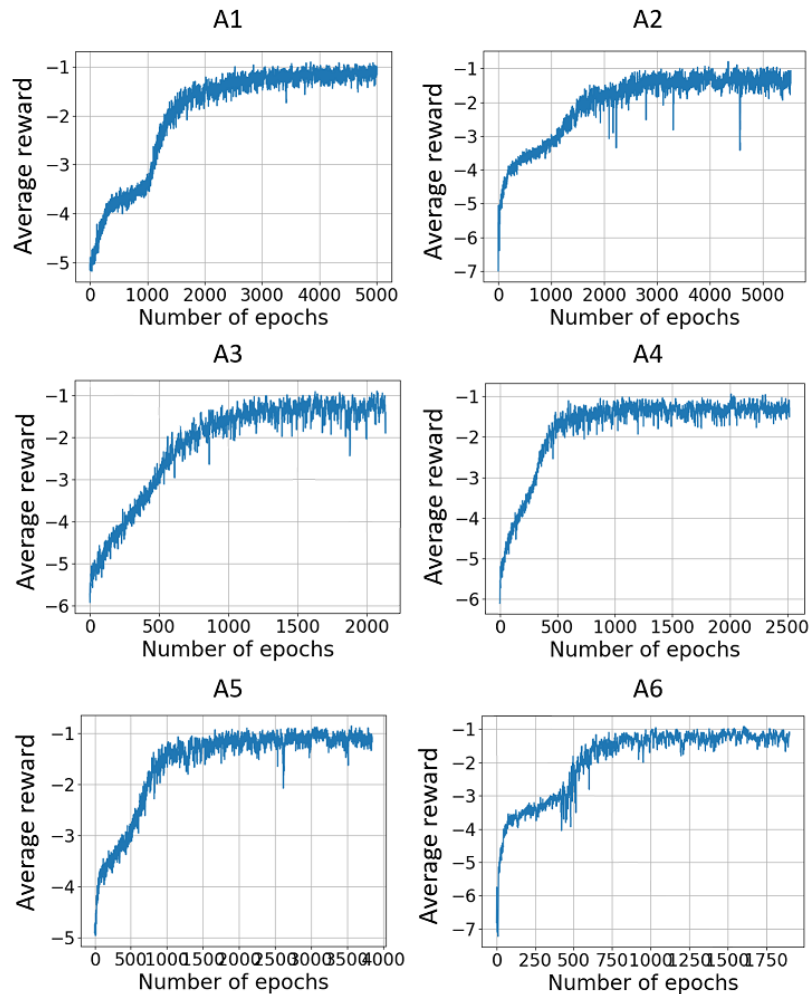 A1
Average reward
−1
−2
−3
−4
−5
0 1000 2000 3000 4000 5000
Number of epochs
A2
Average reward
−1
−2
−3
−4
−5
−6
−7
0 1000 2000 3000 4000 5000
Number of epochs
A3
Average reward
−1
−2
−3
−4
−5
−6
0 500 1000 1500 2000
Number of epochs
A4
Average reward
−1
−2
−3
−4
−5
−6
0 500 1000 1500 2000 2500
Number of epochs
A5
Average reward
−1
−2
−3
−4
−5
0 500 1000 1500 2000 2500 3000 3500 4000
Number of epochs
A6
Average reward
−1
−2
−3
−4
−5
−6
−7
0 250 500 750 1000 1250 1500 1750
Number of epochs